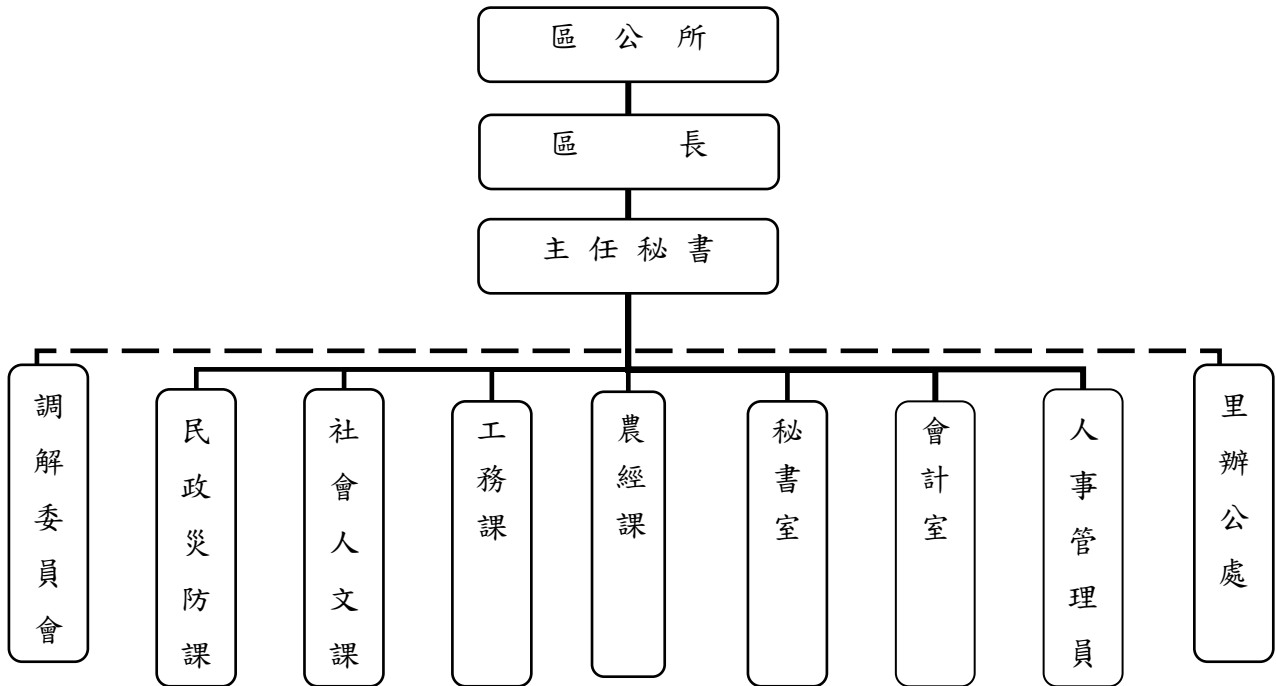 區 公 所
區 長
主 任 秘 書
調解委員會
民政災防課
社會人文課
工務課
農經課
秘書室
會計室
人事管理員
里辦公處